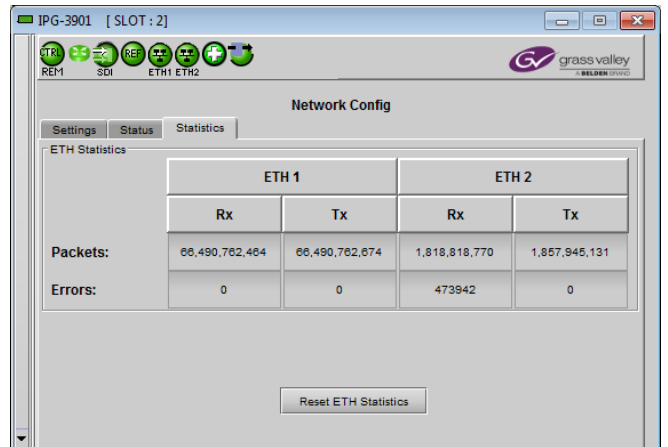 IPG-3901 [ SLOT : 2]
CTRL REF
REM SDI ETH1 ETH2
GV grass valley
A BELDEN BRAND
Network Config
Settings Status Statistics
ETH Statistics
ETH 1 ETH 2
Rx Tx Rx Tx
Packets: 66,490,762,464 66,490,762,674 1,818,818,770 1,857,945,131
Errors: 0 0 473942 0
Reset ETH Statistics